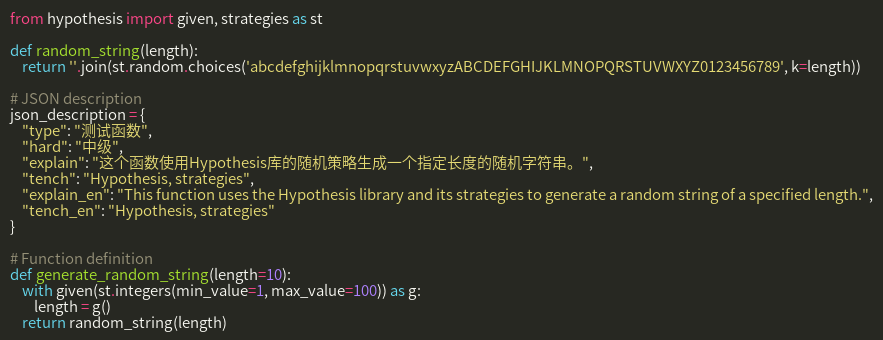 from hypothesis import given, strategies as st

def random_string(length):
    return ''.join(st.random.choices('abcdefghijklmnopqrstuvwxyzABCDEFGHIJKLMNOPQRSTUVWXYZ0123456789', k=length))

# JSON description
json_description = {
    "type": "测试函数",
    "hard": "中级",
    "explain": "这个函数使用Hypothesis库的随机策略生成一个指定长度的随机字符串。",
    "tench": "Hypothesis, strategies",
    "explain_en": "This function uses the Hypothesis library and its strategies to generate a random string of a specified length.",
    "tench_en": "Hypothesis, strategies"
}

# Function definition
def generate_random_string(length=10):
    with given(st.integers(min_value=1, max_value=100)) as g:
        length = g()
    return random_string(length)